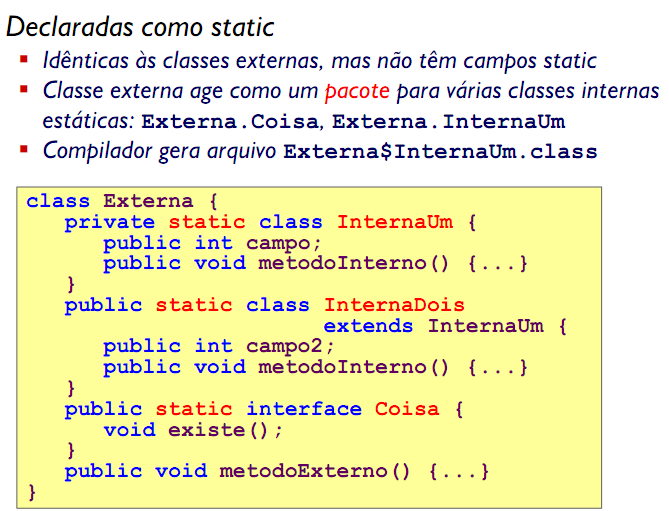 Declaradas como static
▪ Idênticas às classes externas, mas não têm campos static
▪ Classe externa age como um pacote para várias classes internas
estáticas: Externa.Coisa, Externa.InternaUm
▪ Compilador gera arquivo Externa$InternaUm.class
class Externa {
   private static class InternaUm {
      public int campo;
      public void metodoInterno() {...}
   }
   public static class InternaDois
                       extends InternaUm {
      public int campo2;
      public void metodoInterno() {...}
   }
   public static interface Coisa {
      void existe();
   }
   public void metodoExterno() {...}
}